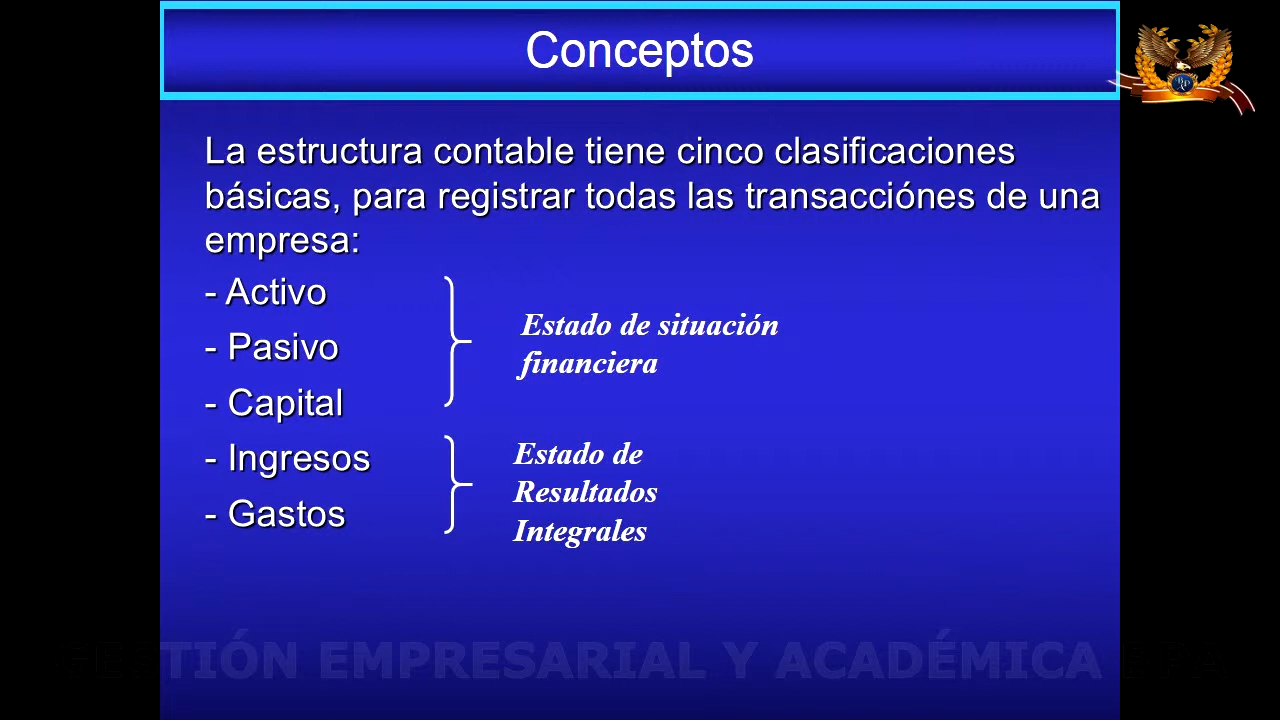 Conceptos
La estructura contable tiene cinco clasificaciones
básicas, para registrar todas las transacciónes de una
empresa:
- Activo
- Pasivo
- Capital
Estado de situación
financiera
- Ingresos
- Gastos
Estado de
Resultados
Integrales
GESTIÓN EMPRESARIAL Y ACADÉMICA